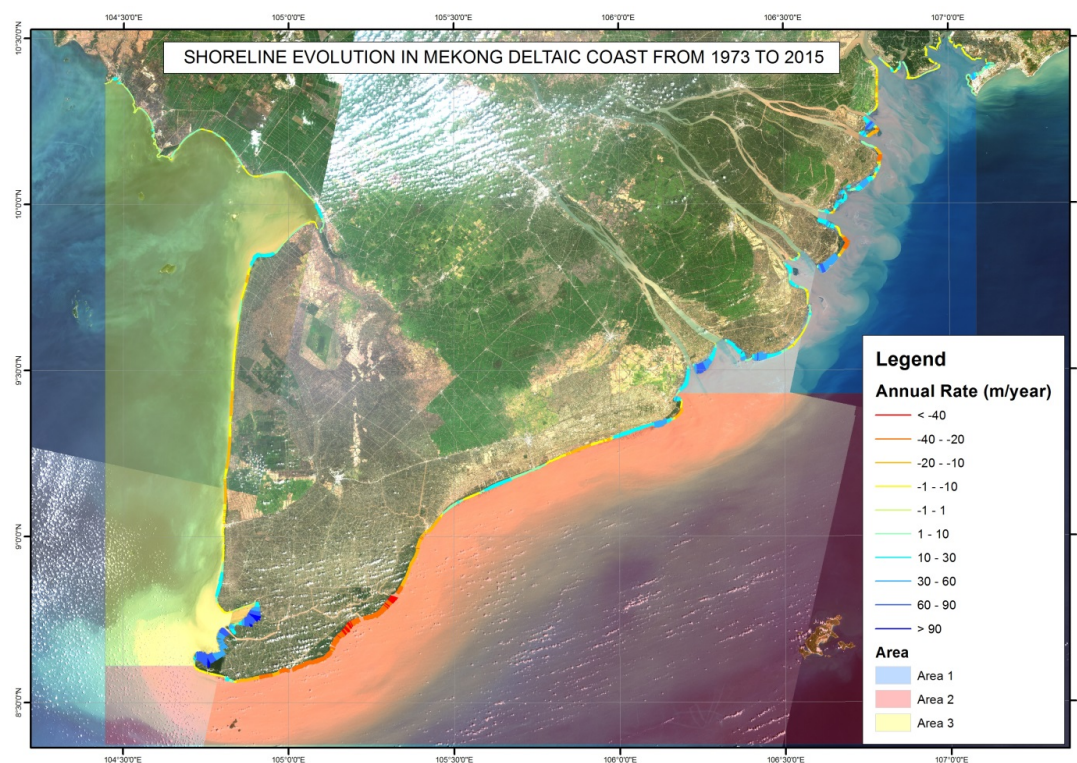 104°30'0"E 105°0'0"E 105°30'0"E 106°0'0"E 106°30'0"E 107°0'0"E
SHORELINE EVOLUTION IN MEKONG DELTAIC COAST FROM 1973 TO 2015
10°30'0"N
10°0'0"N
9°30'0"N
9°0'0"N
8°30'0"N
Legend
Annual Rate (m/year)
< -40
-40 - -20
-20 - -10
-1 - -10
-1 - 1
1 - 10
10 - 30
30 - 60
60 - 90
> 90
Area
Area 1
Area 2
Area 3
104°30'0"E 105°0'0"E 105°30'0"E 106°0'0"E 106°30'0"E 107°0'0"E